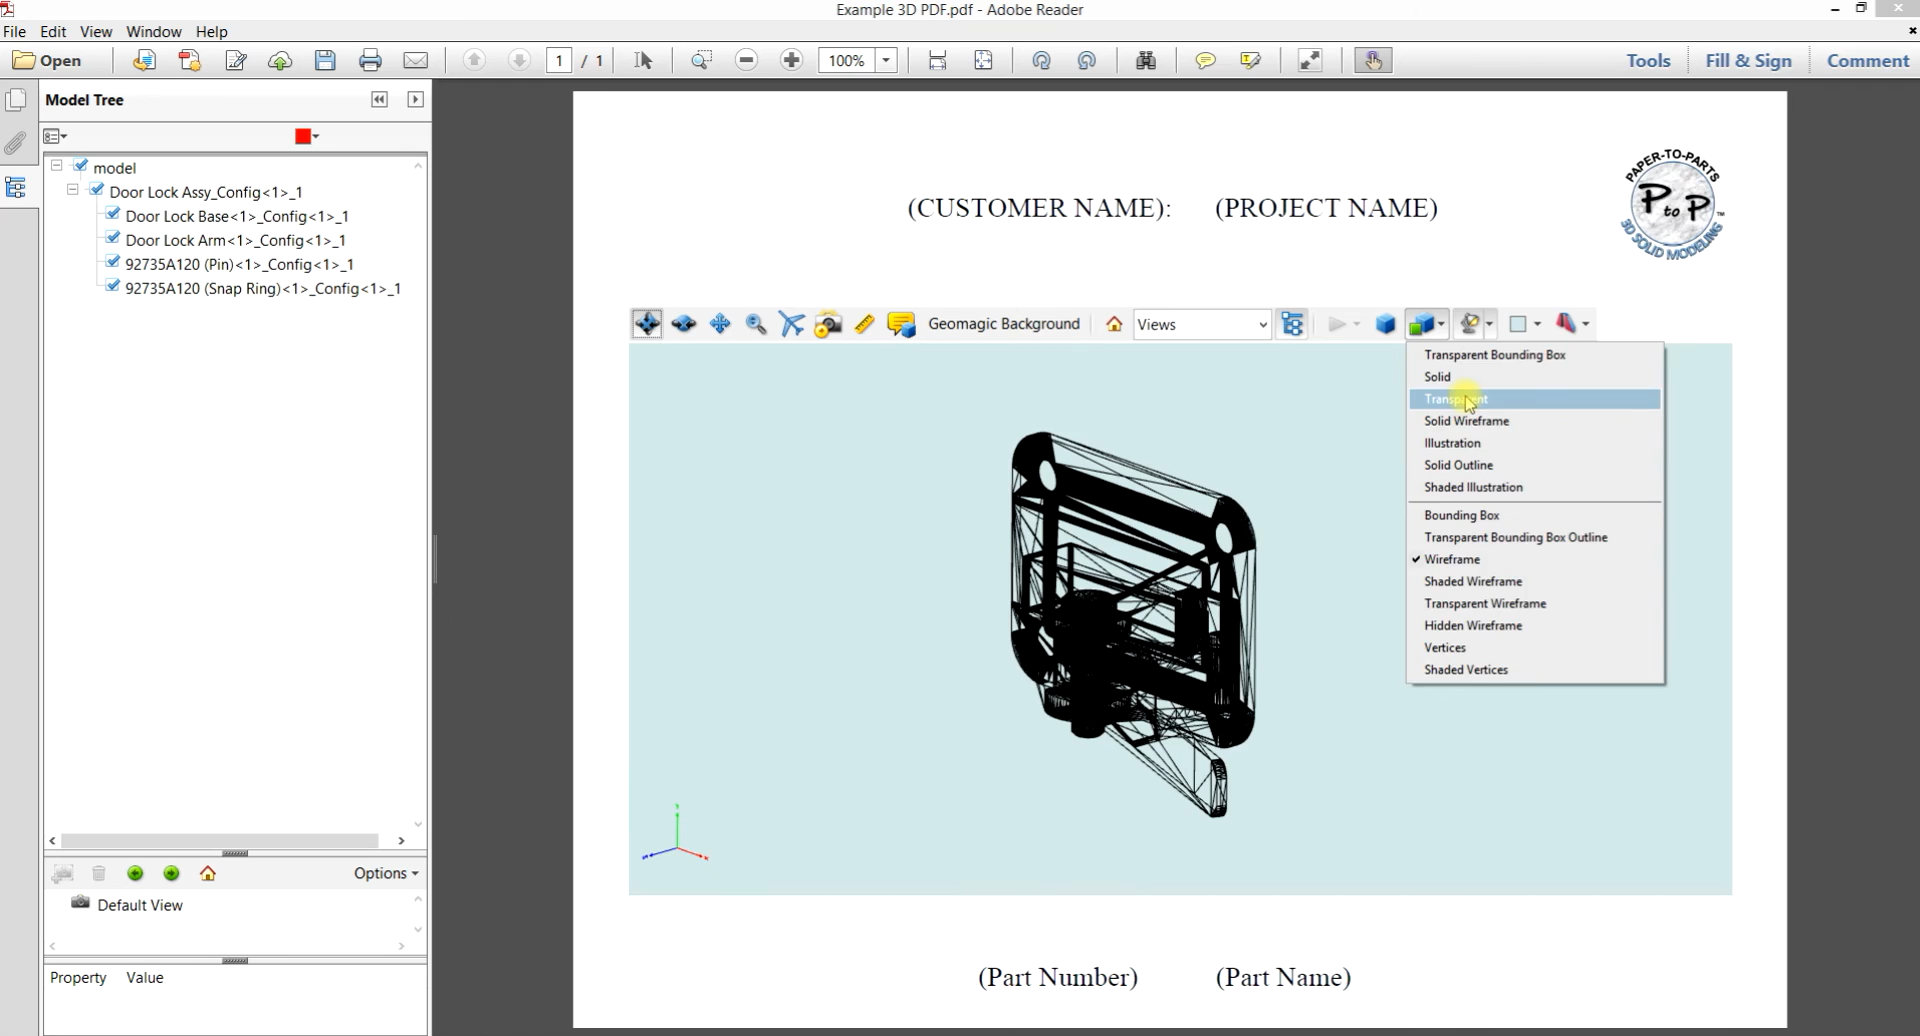 Example 3D PDF.pdf - Adobe Reader
File Edit View Window Help
Open 1 / 1 100% Tools Fill & Sign Comment
Model Tree
model
Door Lock Assy_Config<1>_1
Door Lock Base<1>_Config<1>_1
Door Lock Arm<1>_Config<1>_1
92735A120 (Pin)<1>_Config<1>_1
92735A120 (Snap Ring)<1>_Config<1>_1
Options
Default View
Property Value
(CUSTOMER NAME): (PROJECT NAME)
PAPER-TO-PARTS
P to P ™
3D SOLID MODELING
Geomagic Background Views
Transparent Bounding Box
Solid
Transparent
Solid Wireframe
Illustration
Solid Outline
Shaded Illustration
Bounding Box
Transparent Bounding Box Outline
Wireframe
Shaded Wireframe
Transparent Wireframe
Hidden Wireframe
Vertices
Shaded Vertices
(Part Number) (Part Name)